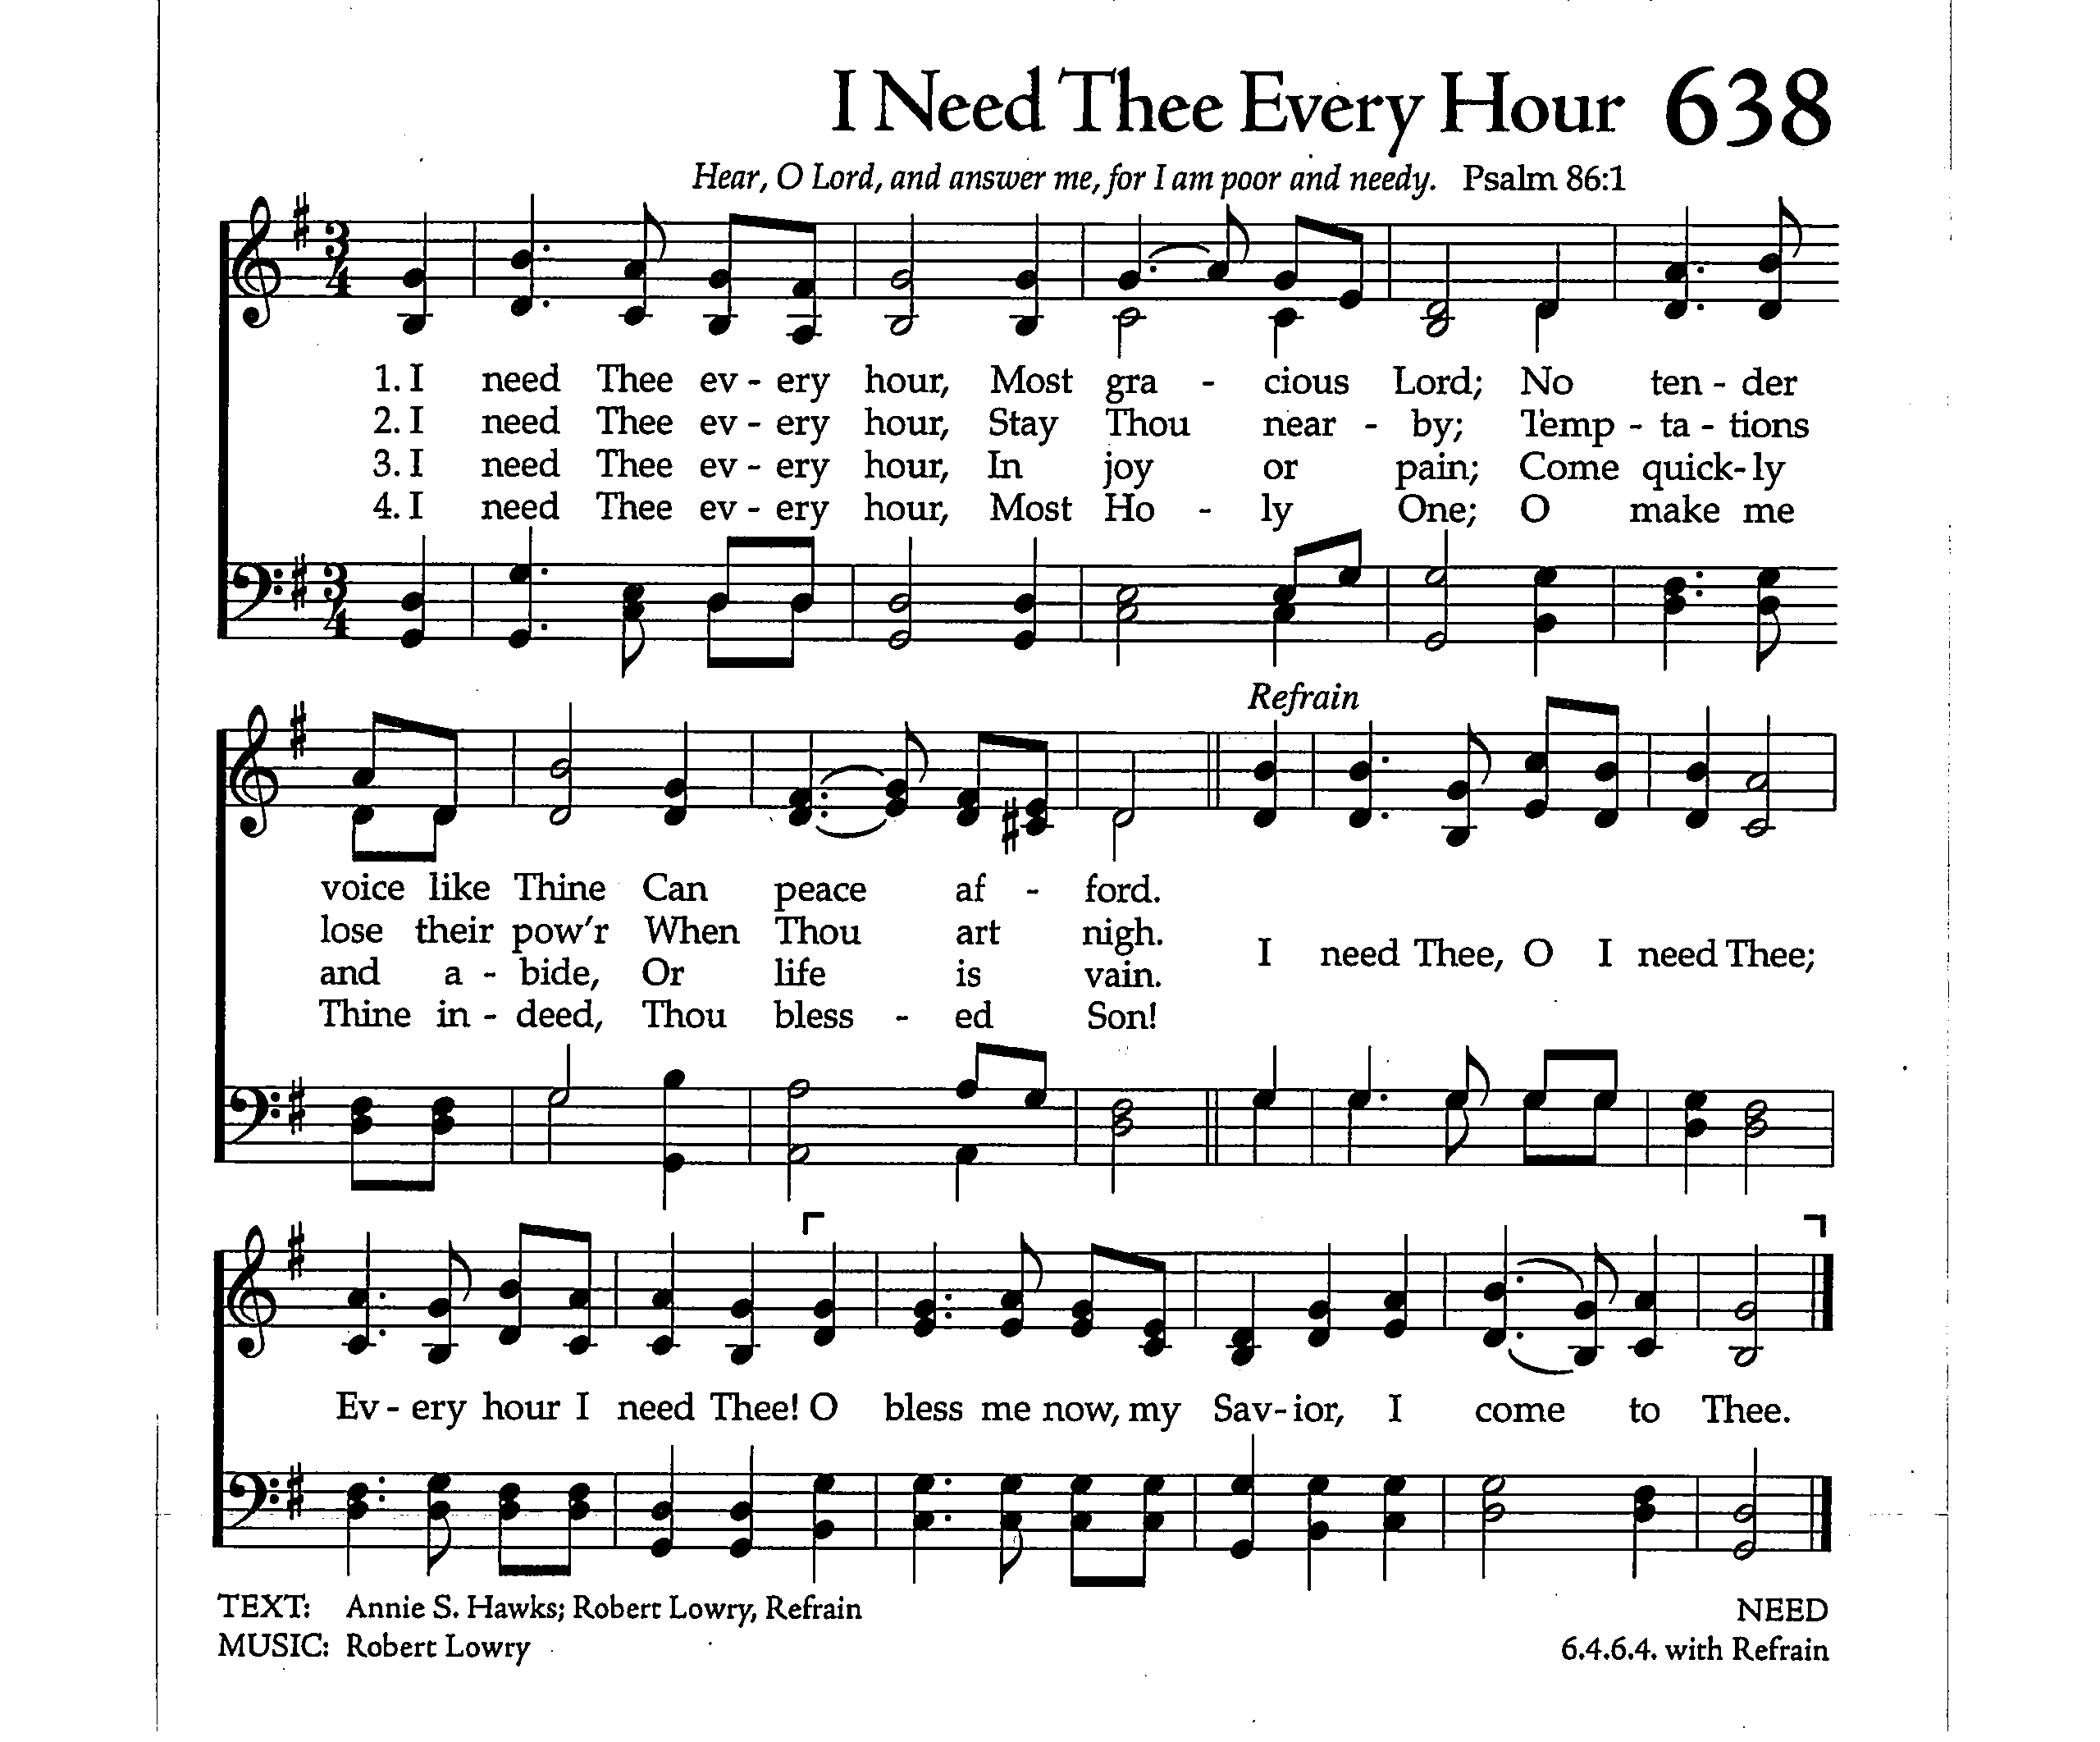 I Need Thee Every Hour 638
Hear, O Lord, and answer me, for I am poor and needy. Psalm 86:1
1. I need Thee ev - ery hour, Most gra - cious Lord; No ten - der
2. I need Thee ev - ery hour, Stay Thou near - by; Temp - ta - tions
3. I need Thee ev - ery hour, In joy or pain; Come quick - ly
4. I need Thee ev - ery hour, Most Ho - ly One; O make me
Refrain
voice like Thine Can peace af - ford.
lose their pow'r When Thou art nigh.
and a - bide, Or life is vain.
Thine in - deed, Thou bless - ed Son!
I need Thee, O I need Thee;
Ev - ery hour I need Thee! O bless me now, my Sav - ior, I come to Thee.
TEXT: Annie S. Hawks; Robert Lowry, Refrain
MUSIC: Robert Lowry
NEED
6.4.6.4. with Refrain